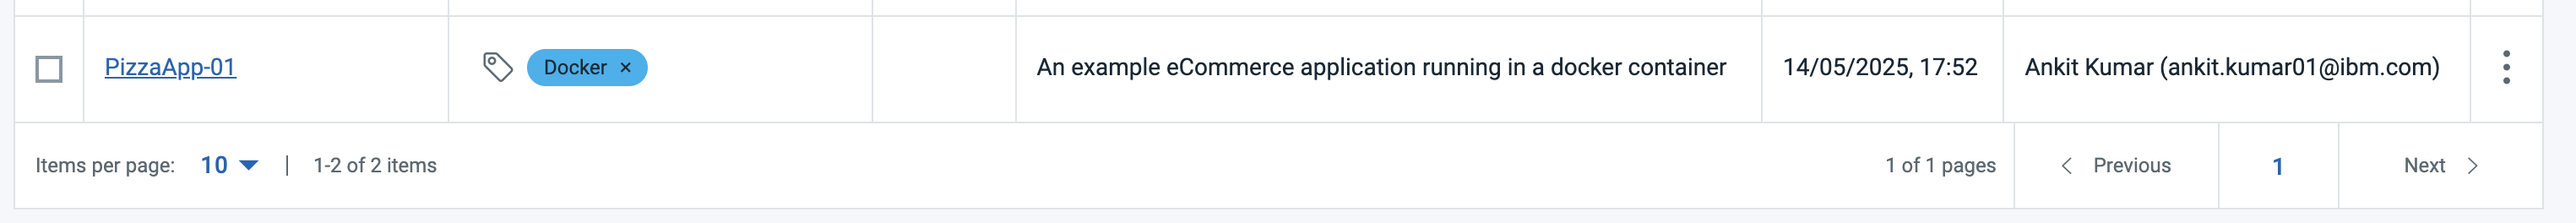 PizzaApp-01 Docker × An example eCommerce application running in a docker container 14/05/2025, 17:52 Ankit Kumar (ankit.kumar01@ibm.com)
Items per page: 10 | 1-2 of 2 items 1 of 1 pages Previous 1 Next